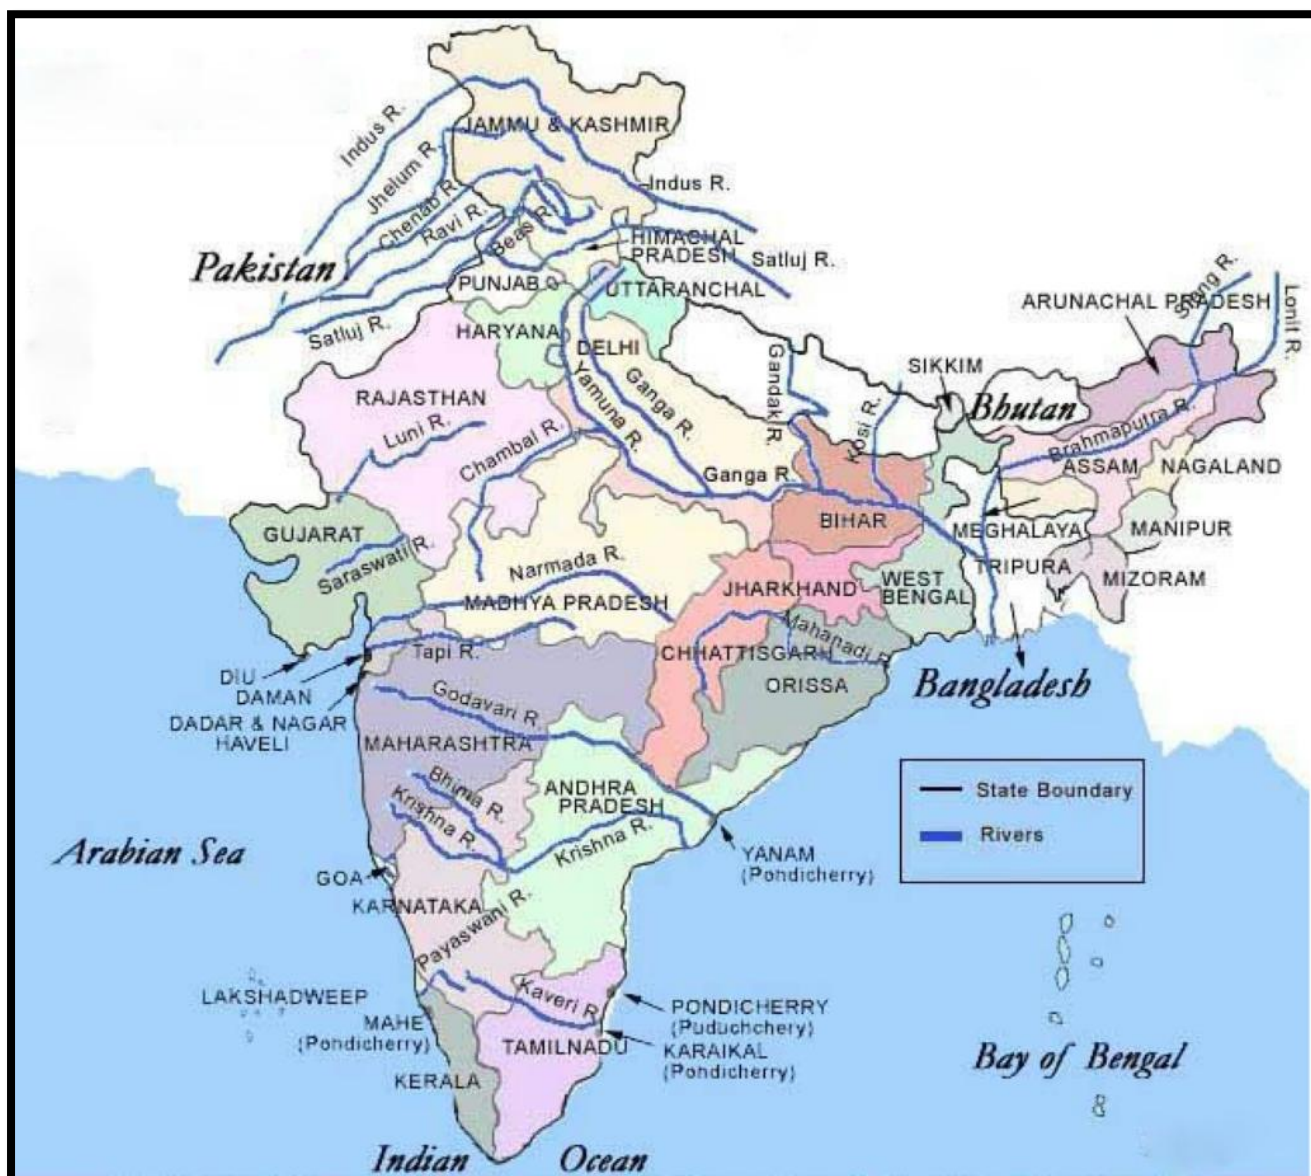 Indus R.
JAMMU & KASHMIR
Jhelum R.
Indus R.
Chenab R.
Ravi R.
Beas R.
HIMACHAL
PRADESH
Satluj R.
Pakistan
PUNJAB
UTTARANCHAL
Siang R.
ARUNACHAL PRADESH
Lonit R.
Satluj R.
HARYANA
DELHI
Gandak R.
SIKKIM
Bhutan
RAJASTHAN
Yamuna R.
Ganga R.
Kosi R.
Luni R.
Chambal R.
Brahmaputra R.
Ganga R.
ASSAM
NAGALAND
GUJARAT
BIHAR
MEGHALAYA
MANIPUR
Saraswati R.
Narmada R.
TRIPURA
MIZORAM
MADHYA PRADESH
JHARKHAND
WEST
BENGAL
Mahanadi R.
Tapi R.
CHHATTISGARH
DIU
DAMAN
ORISSA
Bangladesh
DADAR & NAGAR
HAVELI
Godavari R.
MAHARASHTRA
Bhima R.
ANDHRA
PRADESH
State Boundary
Rivers
Krishna R.
Krishna R.
Arabian Sea
YANAM
(Pondicherry)
GOA
KARNATAKA
Payaswani R.
LAKSHADWEEP
Kaveri R.
PONDICHERRY
(Puduchchery)
MAHE
(Pondicherry)
TAMILNADU
KARAIKAL
(Pondicherry)
KERALA
Bay of Bengal
Indian Ocean